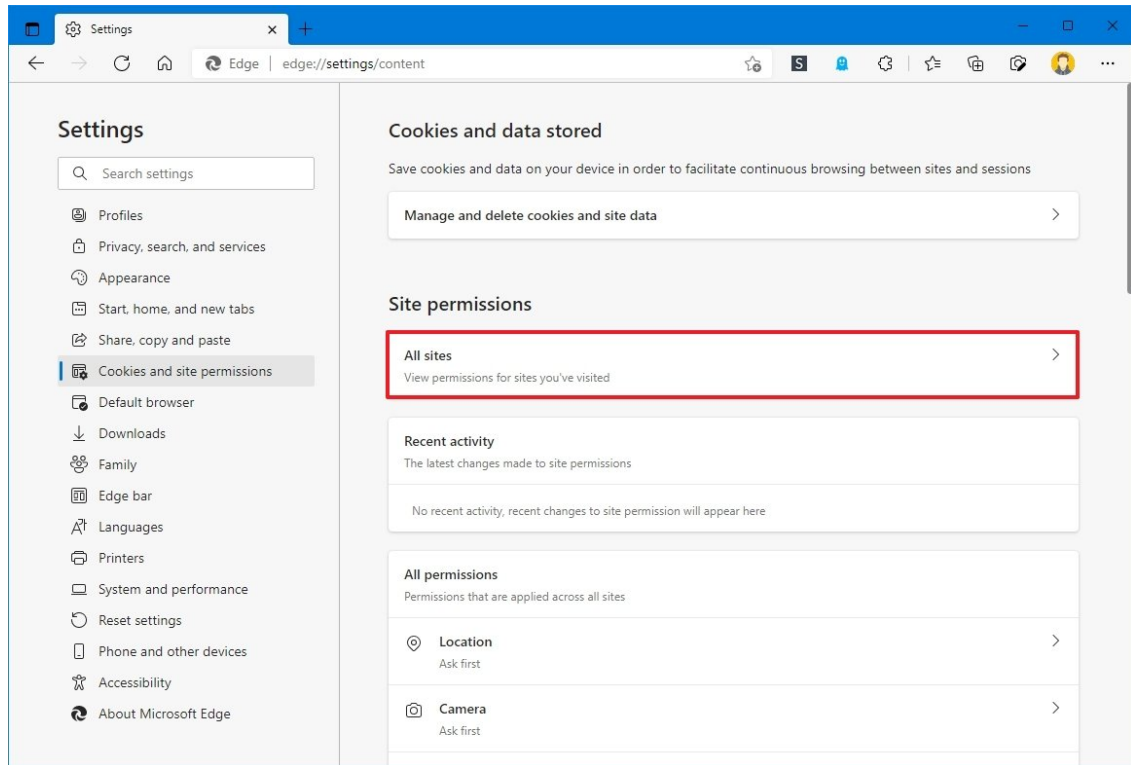 Settings
Edge | edge://settings/content
S
Settings
Search settings
Profiles
Privacy, search, and services
Appearance
Start, home, and new tabs
Share, copy and paste
Cookies and site permissions
Default browser
Downloads
Family
Edge bar
Languages
Printers
System and performance
Reset settings
Phone and other devices
Accessibility
About Microsoft Edge
Cookies and data stored
Save cookies and data on your device in order to facilitate continuous browsing between sites and sessions
Manage and delete cookies and site data
Site permissions
All sites
View permissions for sites you've visited
Recent activity
The latest changes made to site permissions
No recent activity, recent changes to site permission will appear here
All permissions
Permissions that are applied across all sites
Location
Ask first
Camera
Ask first